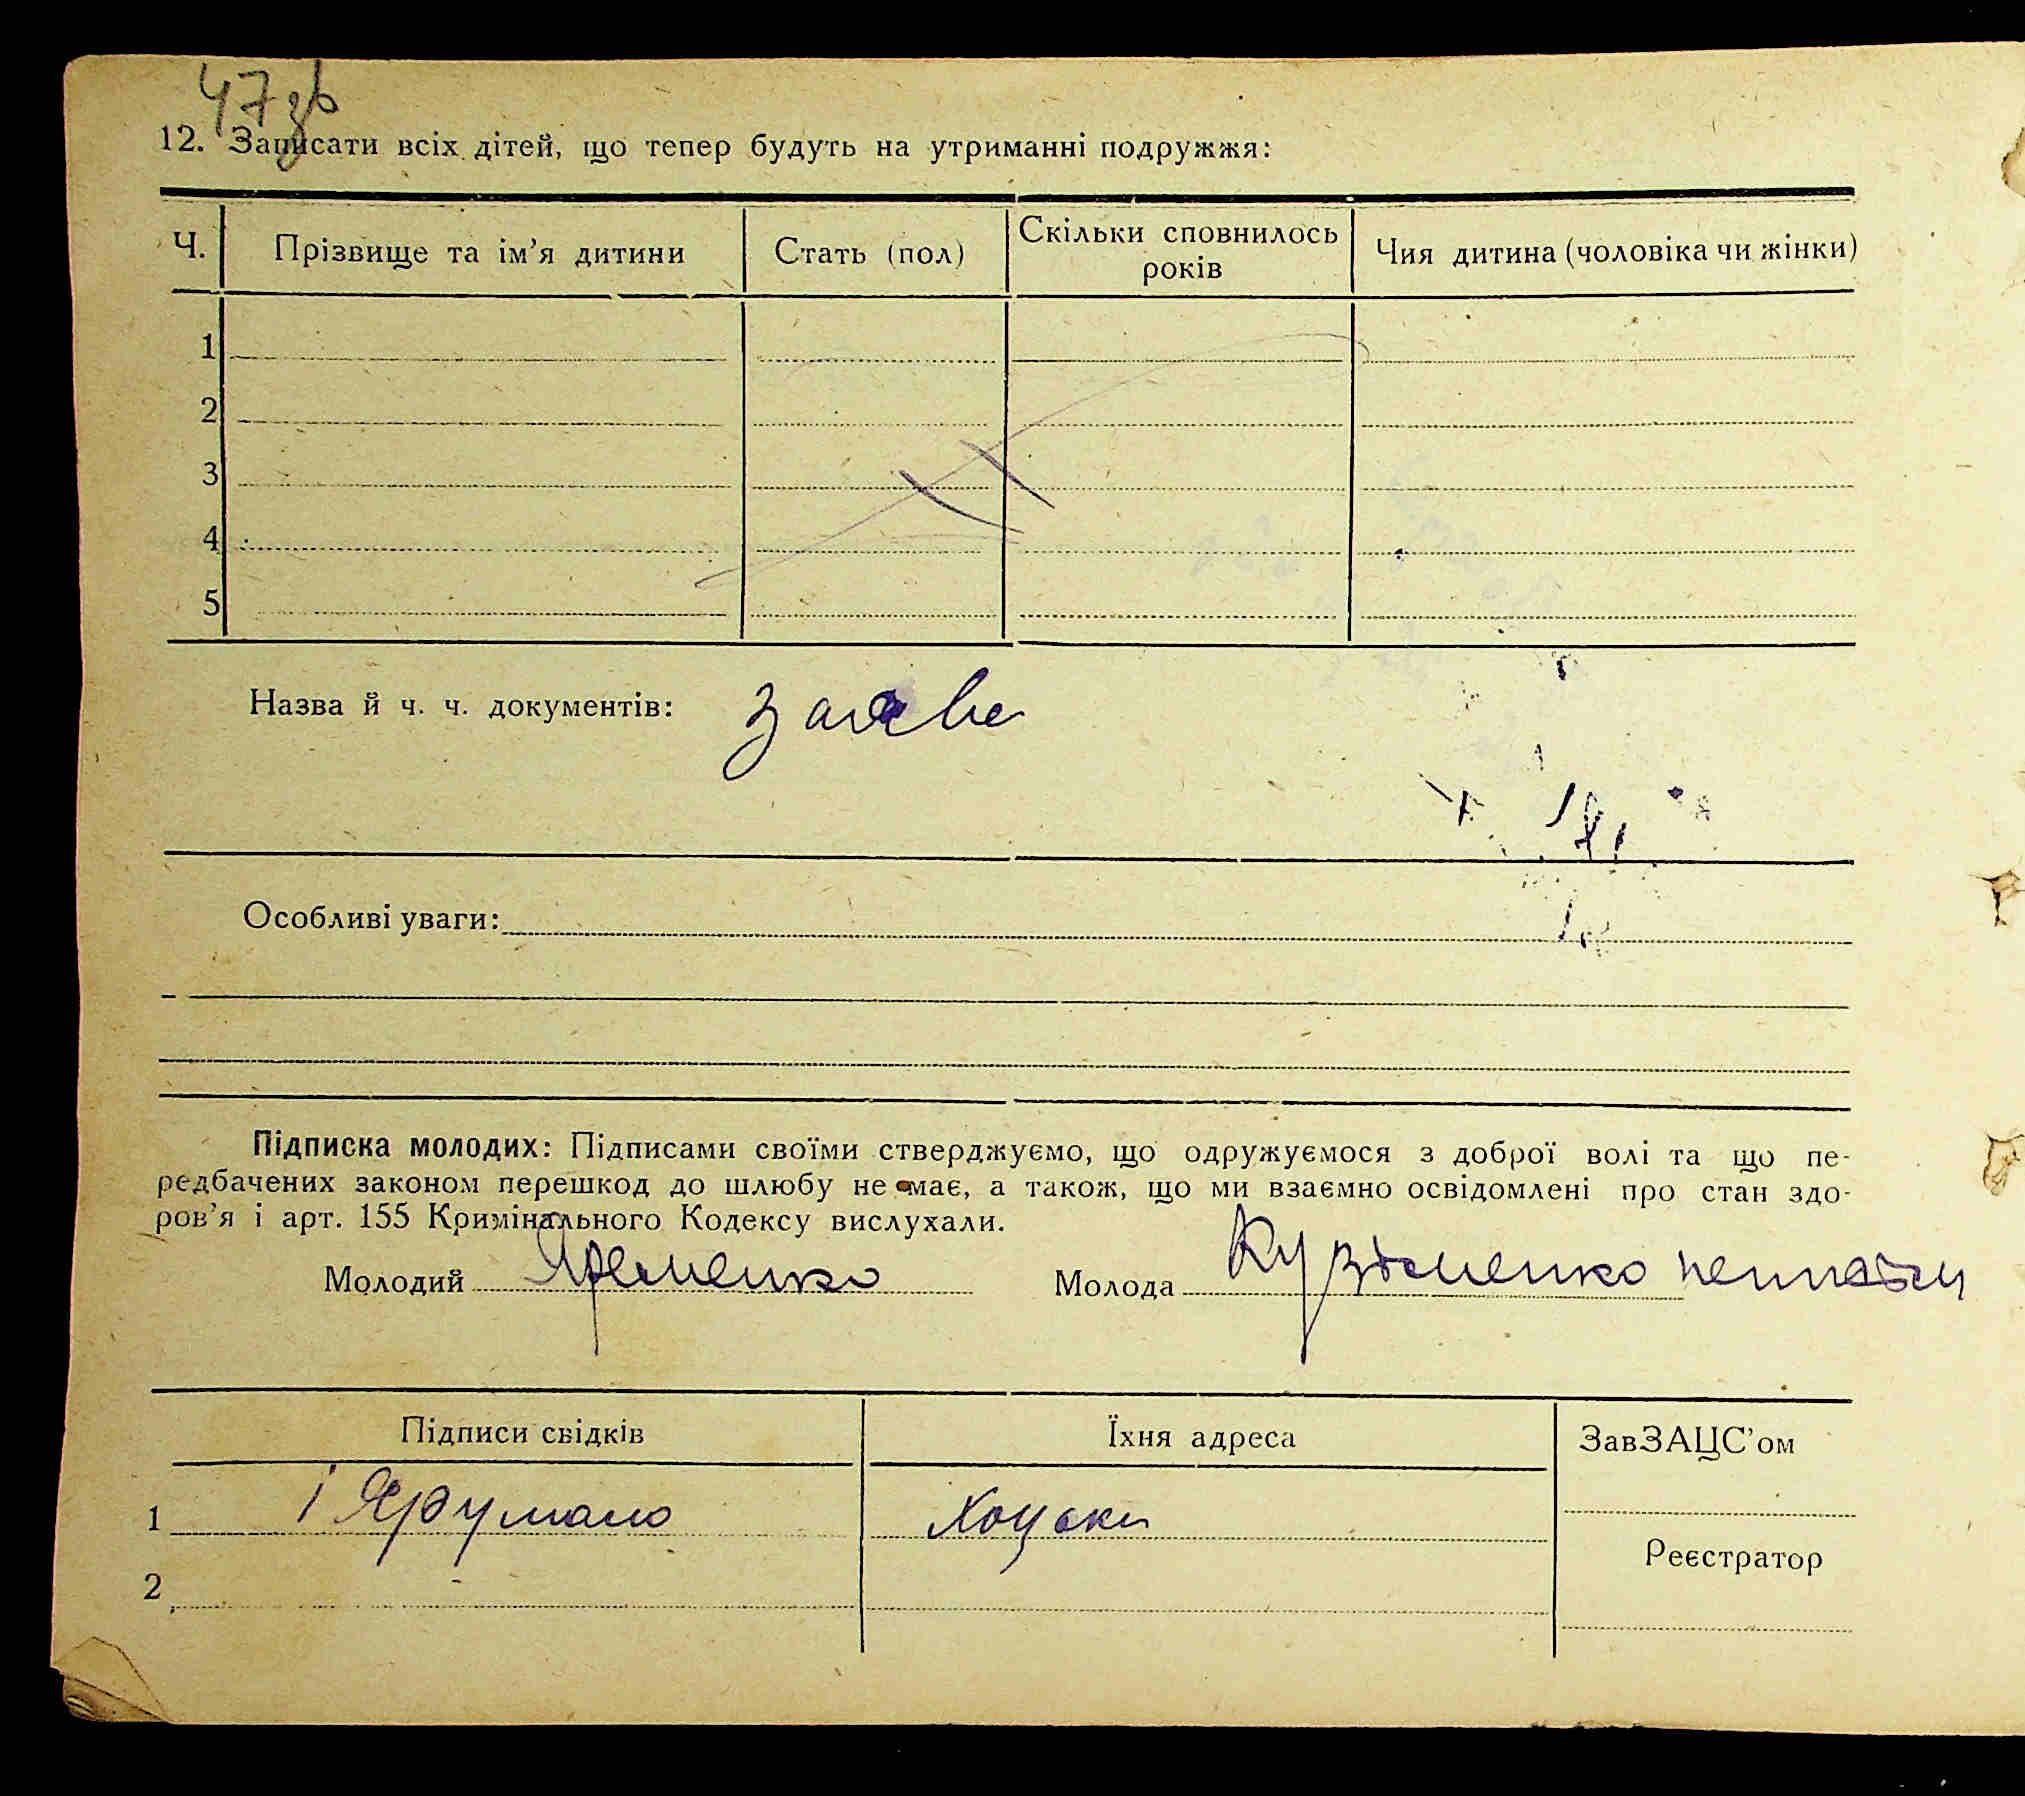 47зв
12. Записати всіх дітей, що тепер будуть на утриманні подружжя:
Ч. Прізвище та ім'я дитини Стать (пол) Скільки сповнилось років Чия дитина (чоловіка чи жінки)
1
2
3
4
5
Назва й ч. ч. документів:
Особливі уваги:
Підписка молодих: Підписами своїми стверджуємо, що одружуємося з доброї волі та що пе-
редбачених законом перешкод до шлюбу не має, а також, що ми взаємно освідомлені про стан здо-
ров'я і арт. 155 Кримінального Кодексу вислухали.
Молодий Яременко Молода Кузьменко
Підписи свідків Їхня адреса ЗавЗАЦС'ом
1 Хоцьки
Реєстратор
2